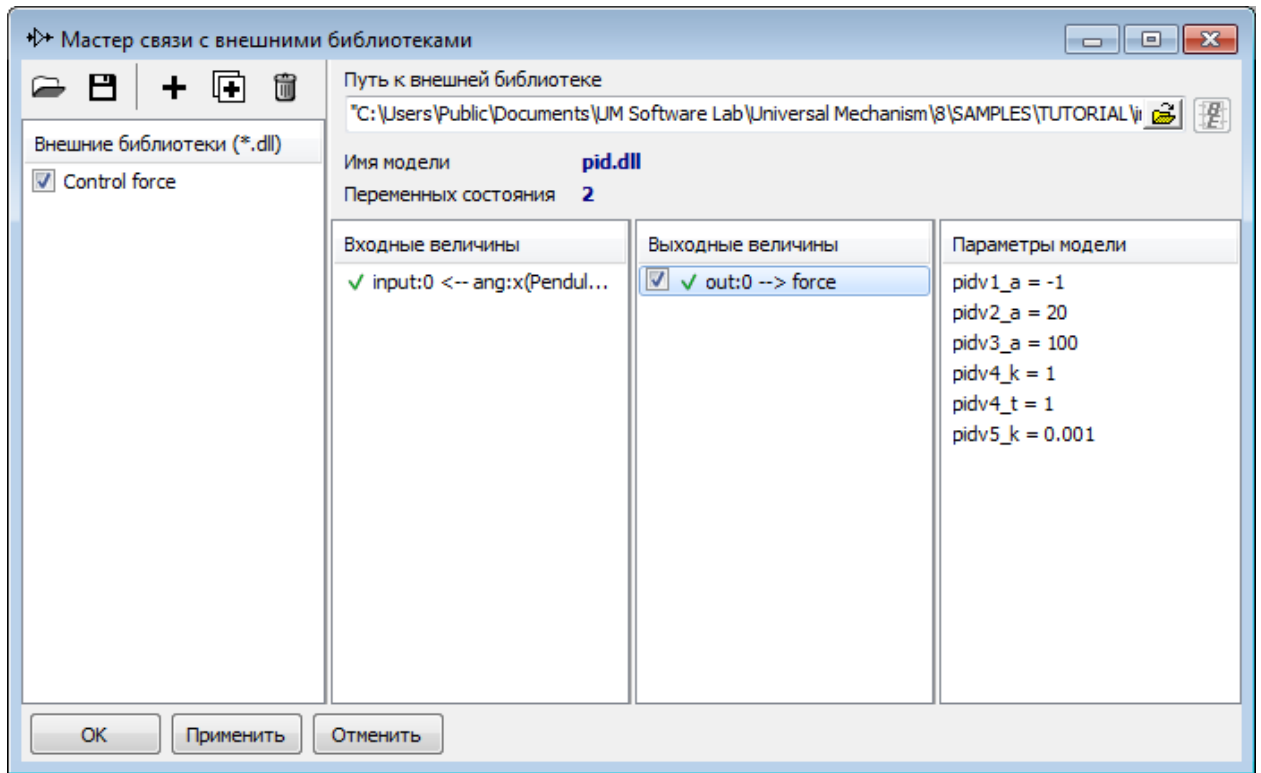 Мастер связи с внешними библиотеками
Путь к внешней библиотеке
"C:\Users\Public\Documents\UM Software Lab\Universal Mechanism\8\SAMPLES\TUTORIAL\
Внешние библиотеки (*.dll)
Control force
Имя модели pid.dll
Переменных состояния 2
Входные величины
input:0 <-- ang:x(Pendul...
Выходные величины
out:0 --> force
Параметры модели
pidv1_a = -1
pidv2_a = 20
pidv3_a = 100
pidv4_k = 1
pidv4_t = 1
pidv5_k = 0.001
OK
Применить
Отменить